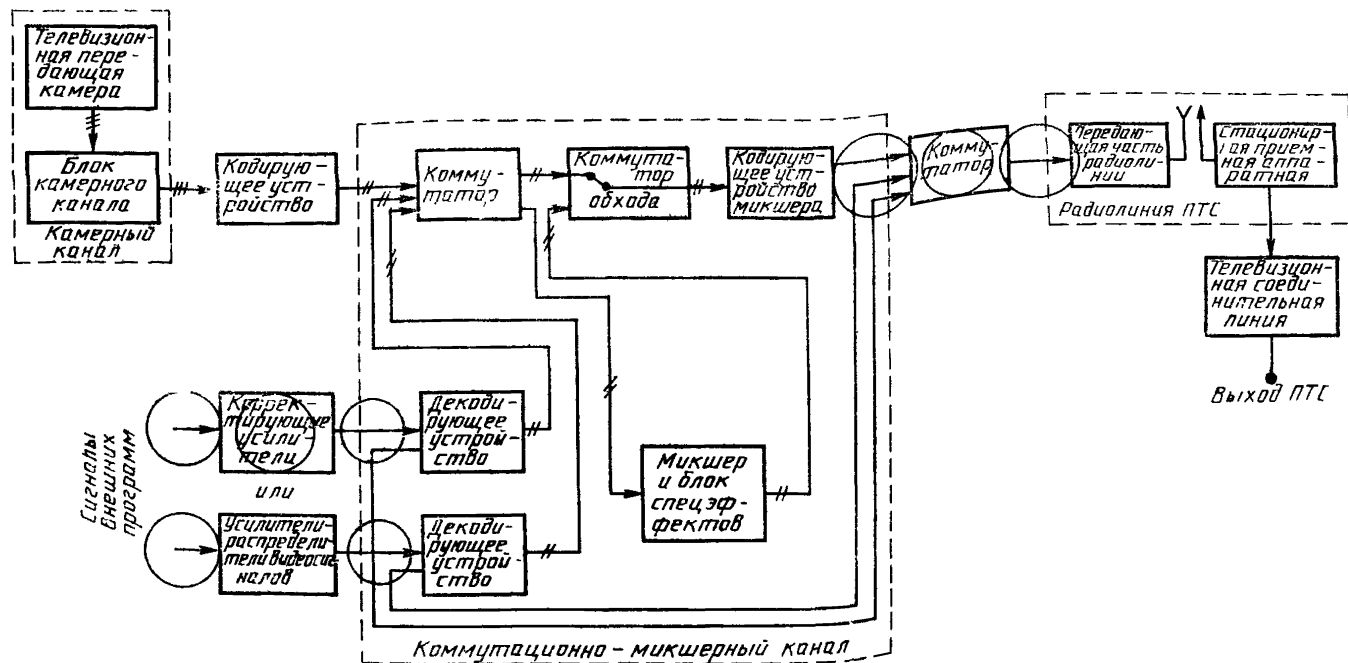 Телевизион-
ная пере-
дающая
камера
Блок
камерного
канала
Камерный
канал
Кодирую-
щее уст-
ройство
Комму-
татор
Коммута-
тор
обхода
Кодирую-
щее уст-
ройство
микшера
Комму-
татор
Передаю-
щая часть
радиоли-
нии
Стационар-
ная прием-
ная аппа-
ратная
Радиолиния ПТС
Телевизион-
ная соеди-
нительная
линия
Выход ПТС
Сигналы
внешних
программ
Коррек-
тирующие
усили-
тели
или
Усилители-
распредели-
тели видеосиг-
налов
Декоди-
рующее
устрой-
ство
Декоди-
рующее
устрой-
ство
Микшер
и блок
спецэф-
фектов
Коммутационно-микшерный канал